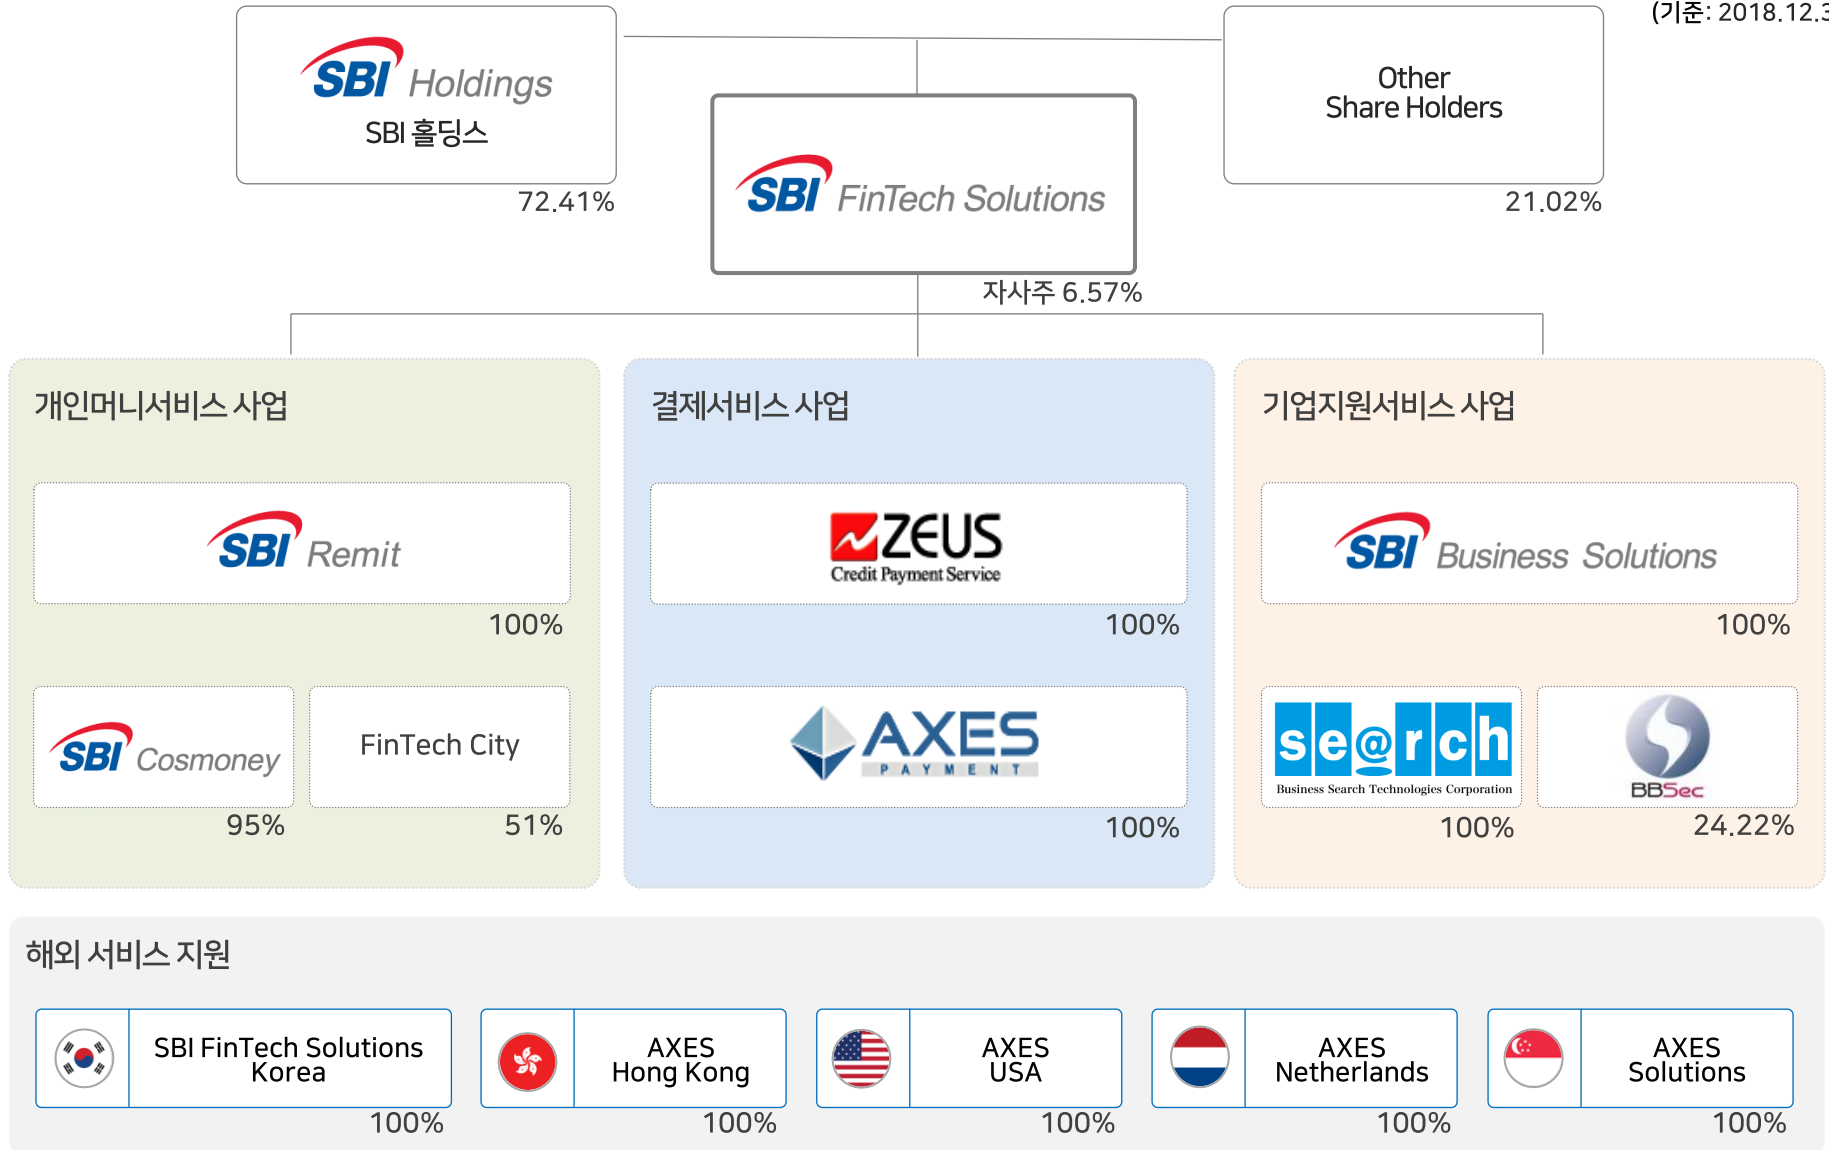 (기준: 2018.12.3
SBI Holdings
SBI 홀딩스
72.41%
Other
Share Holders
21.02%
SBI FinTech Solutions
자사주 6.57%
개인머니서비스 사업
SBI Remit
100%
SBI Cosmoney
95%
FinTech City
51%
결제서비스 사업
ZEUS
Credit Payment Service
100%
AXES
PAYMENT
100%
기업지원서비스 사업
SBI Business Solutions
100%
se@rch
Business Search Technologies Corporation
100%
BBSec
24.22%
해외 서비스 지원
SBI FinTech Solutions
Korea
100%
AXES
Hong Kong
100%
AXES
USA
100%
AXES
Netherlands
100%
AXES
Solutions
100%